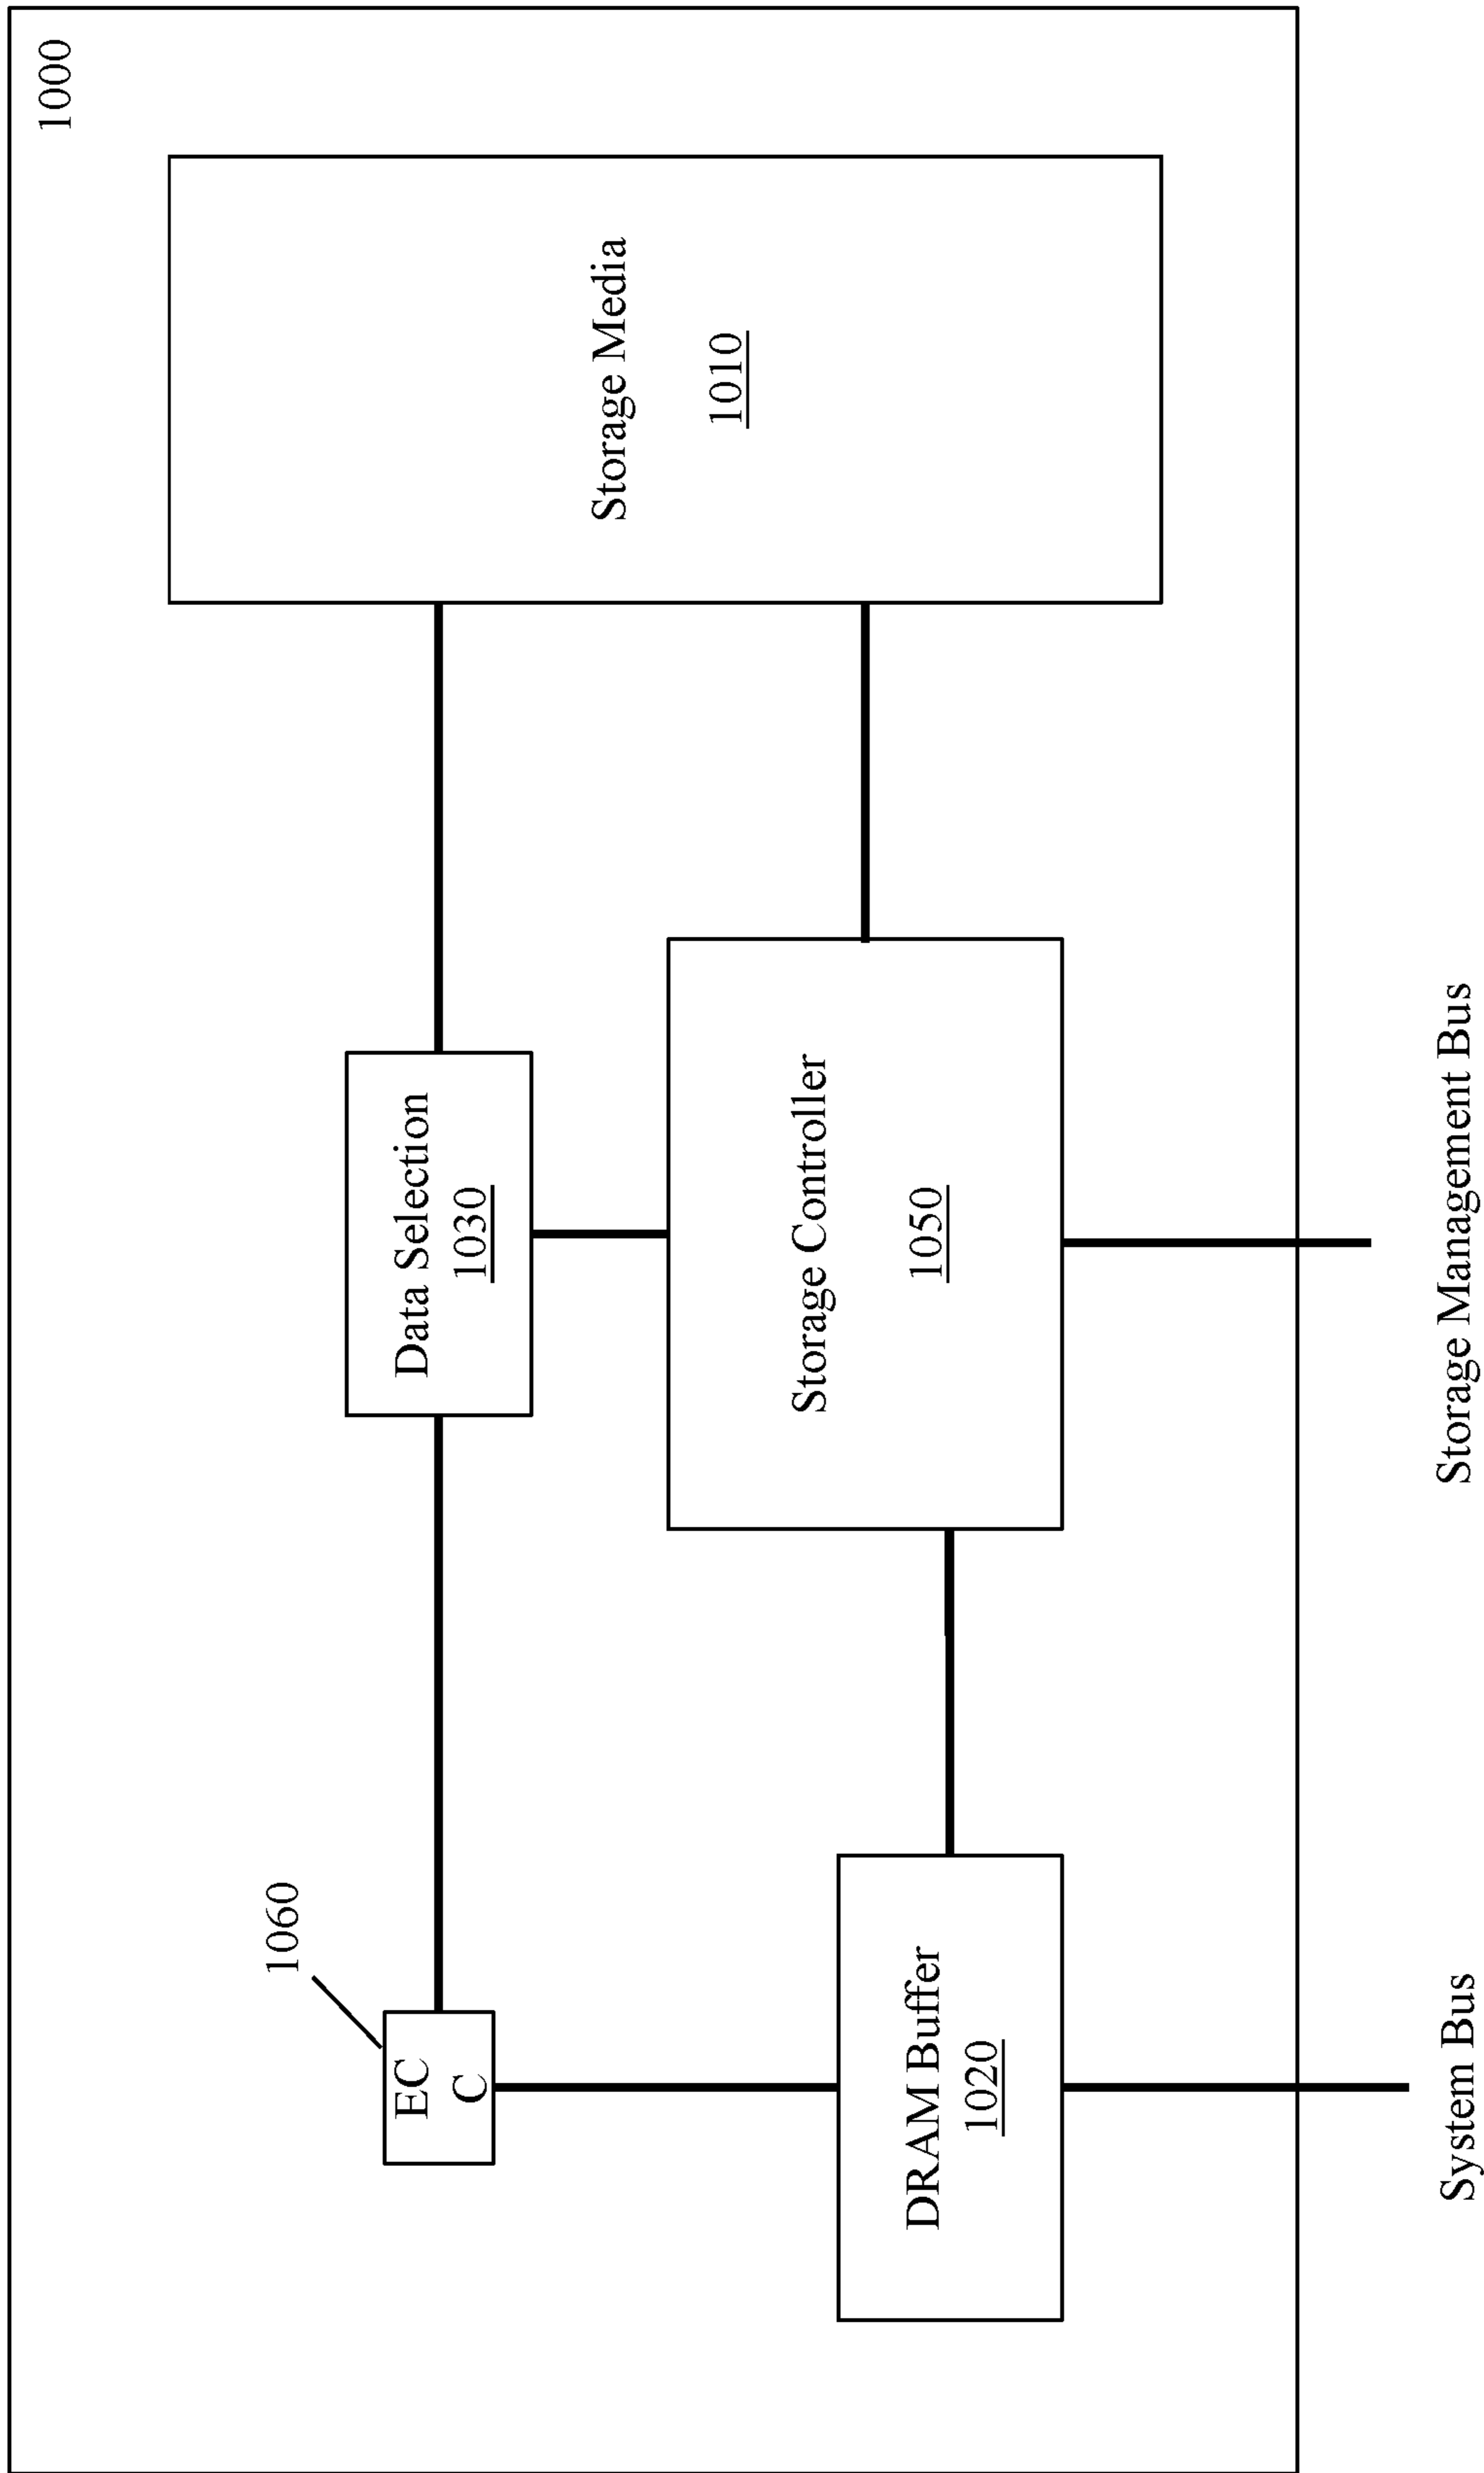 1000
1060
EC
C
Data Selection
1030
Storage Media
1010
Storage Controller
1050
DRAM Buffer
1020
System Bus
Storage Management Bus